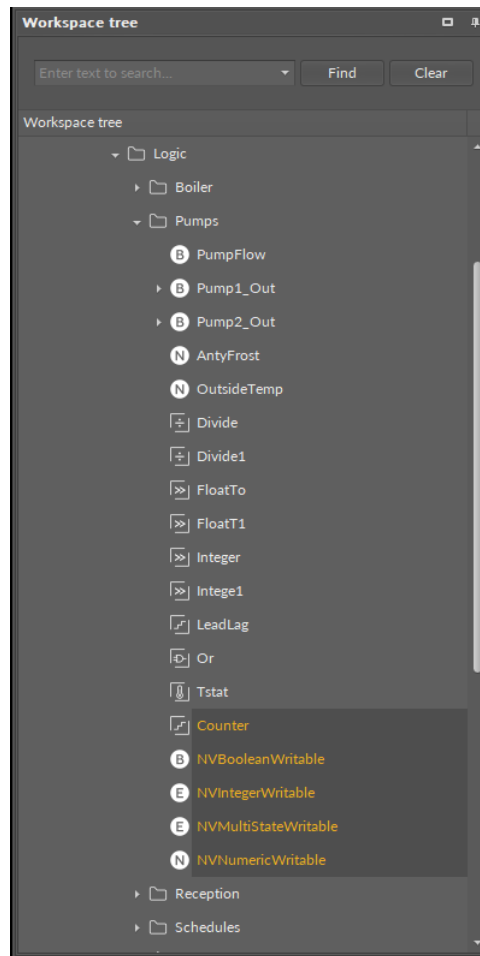 Workspace tree
Enter text to search...
Find
Clear
Workspace tree
Logic
Boiler
Pumps
B PumpFlow
B Pump1_Out
B Pump2_Out
N AntyFrost
N OutsideTemp
Divide
Divide1
FloatTo
FloatT1
Integer
Intege1
LeadLag
Or
Tstat
Counter
B NVBooleanWritable
E NVIntegerWritable
E NVMultiStateWritable
N NVNumericWritable
Reception
Schedules